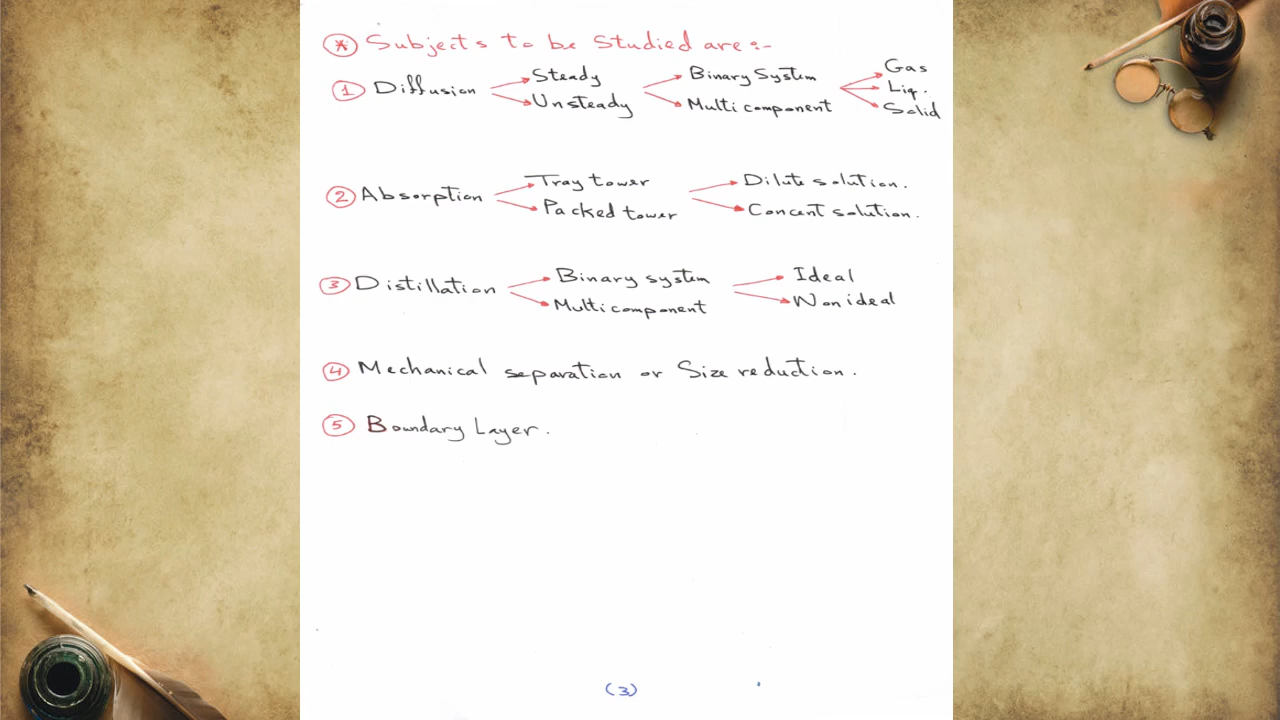 * Subjects to be studied are:-
Gas
Steady Binary System
1 Diffusion Liq.
Unsteady Multi component
Solid
Tray tower Dilute solution.
2 Absorption
Packed tower Concent solution.
Binary system Ideal
3 Distillation
Multi component Non ideal
4 Mechanical separation or Size reduction.
5 Boundary Layer.
(3)